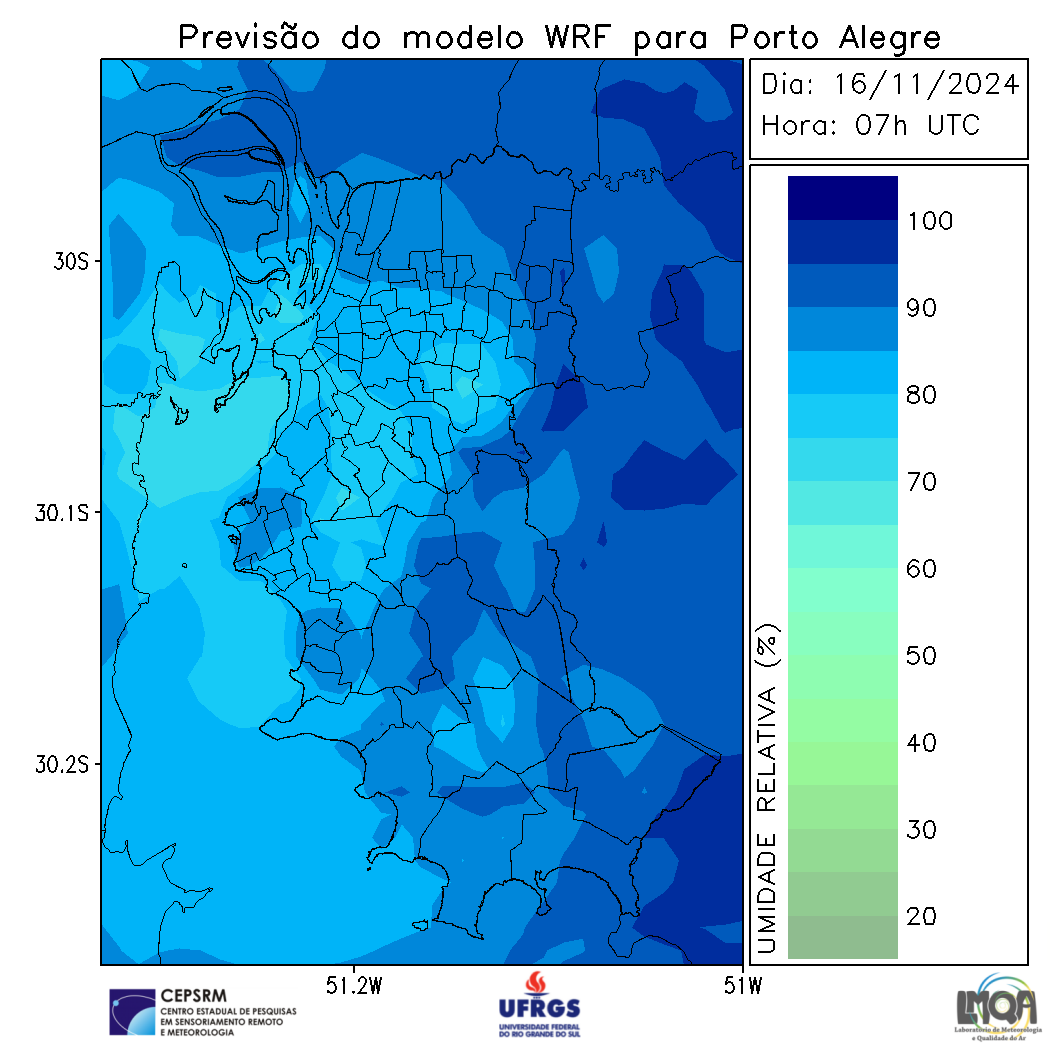 Previsão do modelo WRF para Porto Alegre
Dia: 16/11/2024
Hora: 07h UTC
30S
30.1S
30.2S
51.2W
51W
100
90
80
70
60
50
40
30
20
UMIDADE RELATIVA (%)
CEPSRM
CENTRO ESTADUAL DE PESQUISAS
EM SENSORIAMENTO REMOTO
E METEOROLOGIA
UFRGS
UNIVERSIDADE FEDERAL
DO RIO GRANDE DO SUL
LMQA
Laboratório de Meteorologia
e Qualidade do Ar